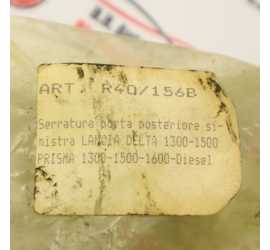 ART. R40/156B
Serratura porta posteriore si-
nistra LANCIA DELTA 1300-1500
PRISMA 1300-1500-1600-Diesel